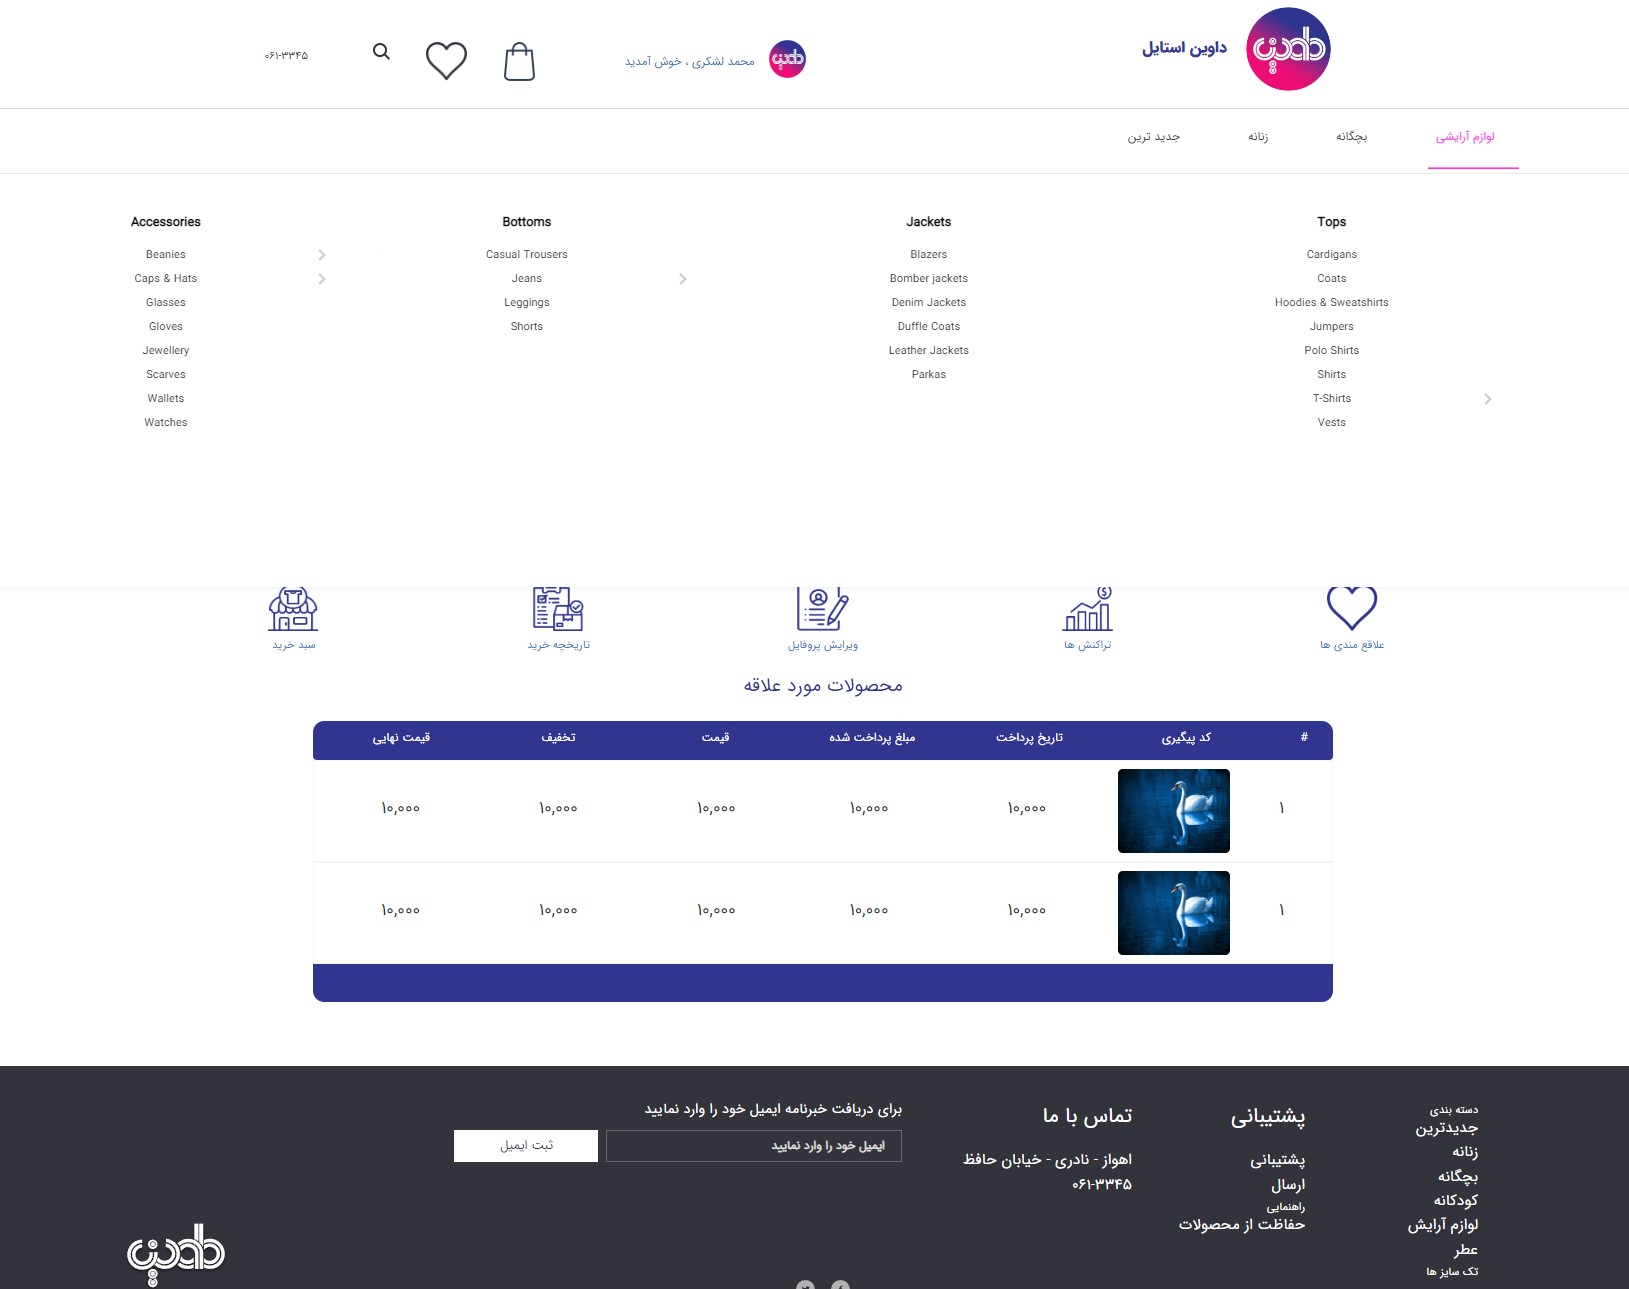 داوین استایل
محمد لشکری ، خوش آمدید
۰۶۱-۳۳۴۵
لوازم آرایشی
بچگانه
زنانه
جدید ترین
Accessories
Beanies
Caps & Hats
Glasses
Gloves
Jewellery
Scarves
Wallets
Watches
Bottoms
Casual Trousers
Jeans
Leggings
Shorts
Jackets
Blazers
Bomber jackets
Denim Jackets
Duffle Coats
Leather Jackets
Parkas
Tops
Cardigans
Coats
Hoodies & Sweatshirts
Jumpers
Polo Shirts
Shirts
T-Shirts
Vests
علاقع مندی ها
تراکنش ها
ویرایش پروفایل
تاریخچه خرید
سبد خرید
محصولات مورد علاقه
# کد پیگیری تاریخ پرداخت مبلغ پرداخت شده قیمت تخفیف قیمت نهایی
۱ ۱۰,۰۰۰ ۱۰,۰۰۰ ۱۰,۰۰۰ ۱۰,۰۰۰ ۱۰,۰۰۰
۱ ۱۰,۰۰۰ ۱۰,۰۰۰ ۱۰,۰۰۰ ۱۰,۰۰۰ ۱۰,۰۰۰
دسته بندی
جدیدترین
زنانه
بچگانه
کودکانه
لوازم آرایش
عطر
تک سایز ها
پشتیبانی
پشتیبانی
ارسال
راهنمایی
حفاظت از محصولات
تماس با ما
اهواز - نادری - خیابان حافظ
۰۶۱-۳۳۴۵
برای دریافت خبرنامه ایمیل خود را وارد نمایید
ایمیل خود را وارد نمایید
ثبت ایمیل